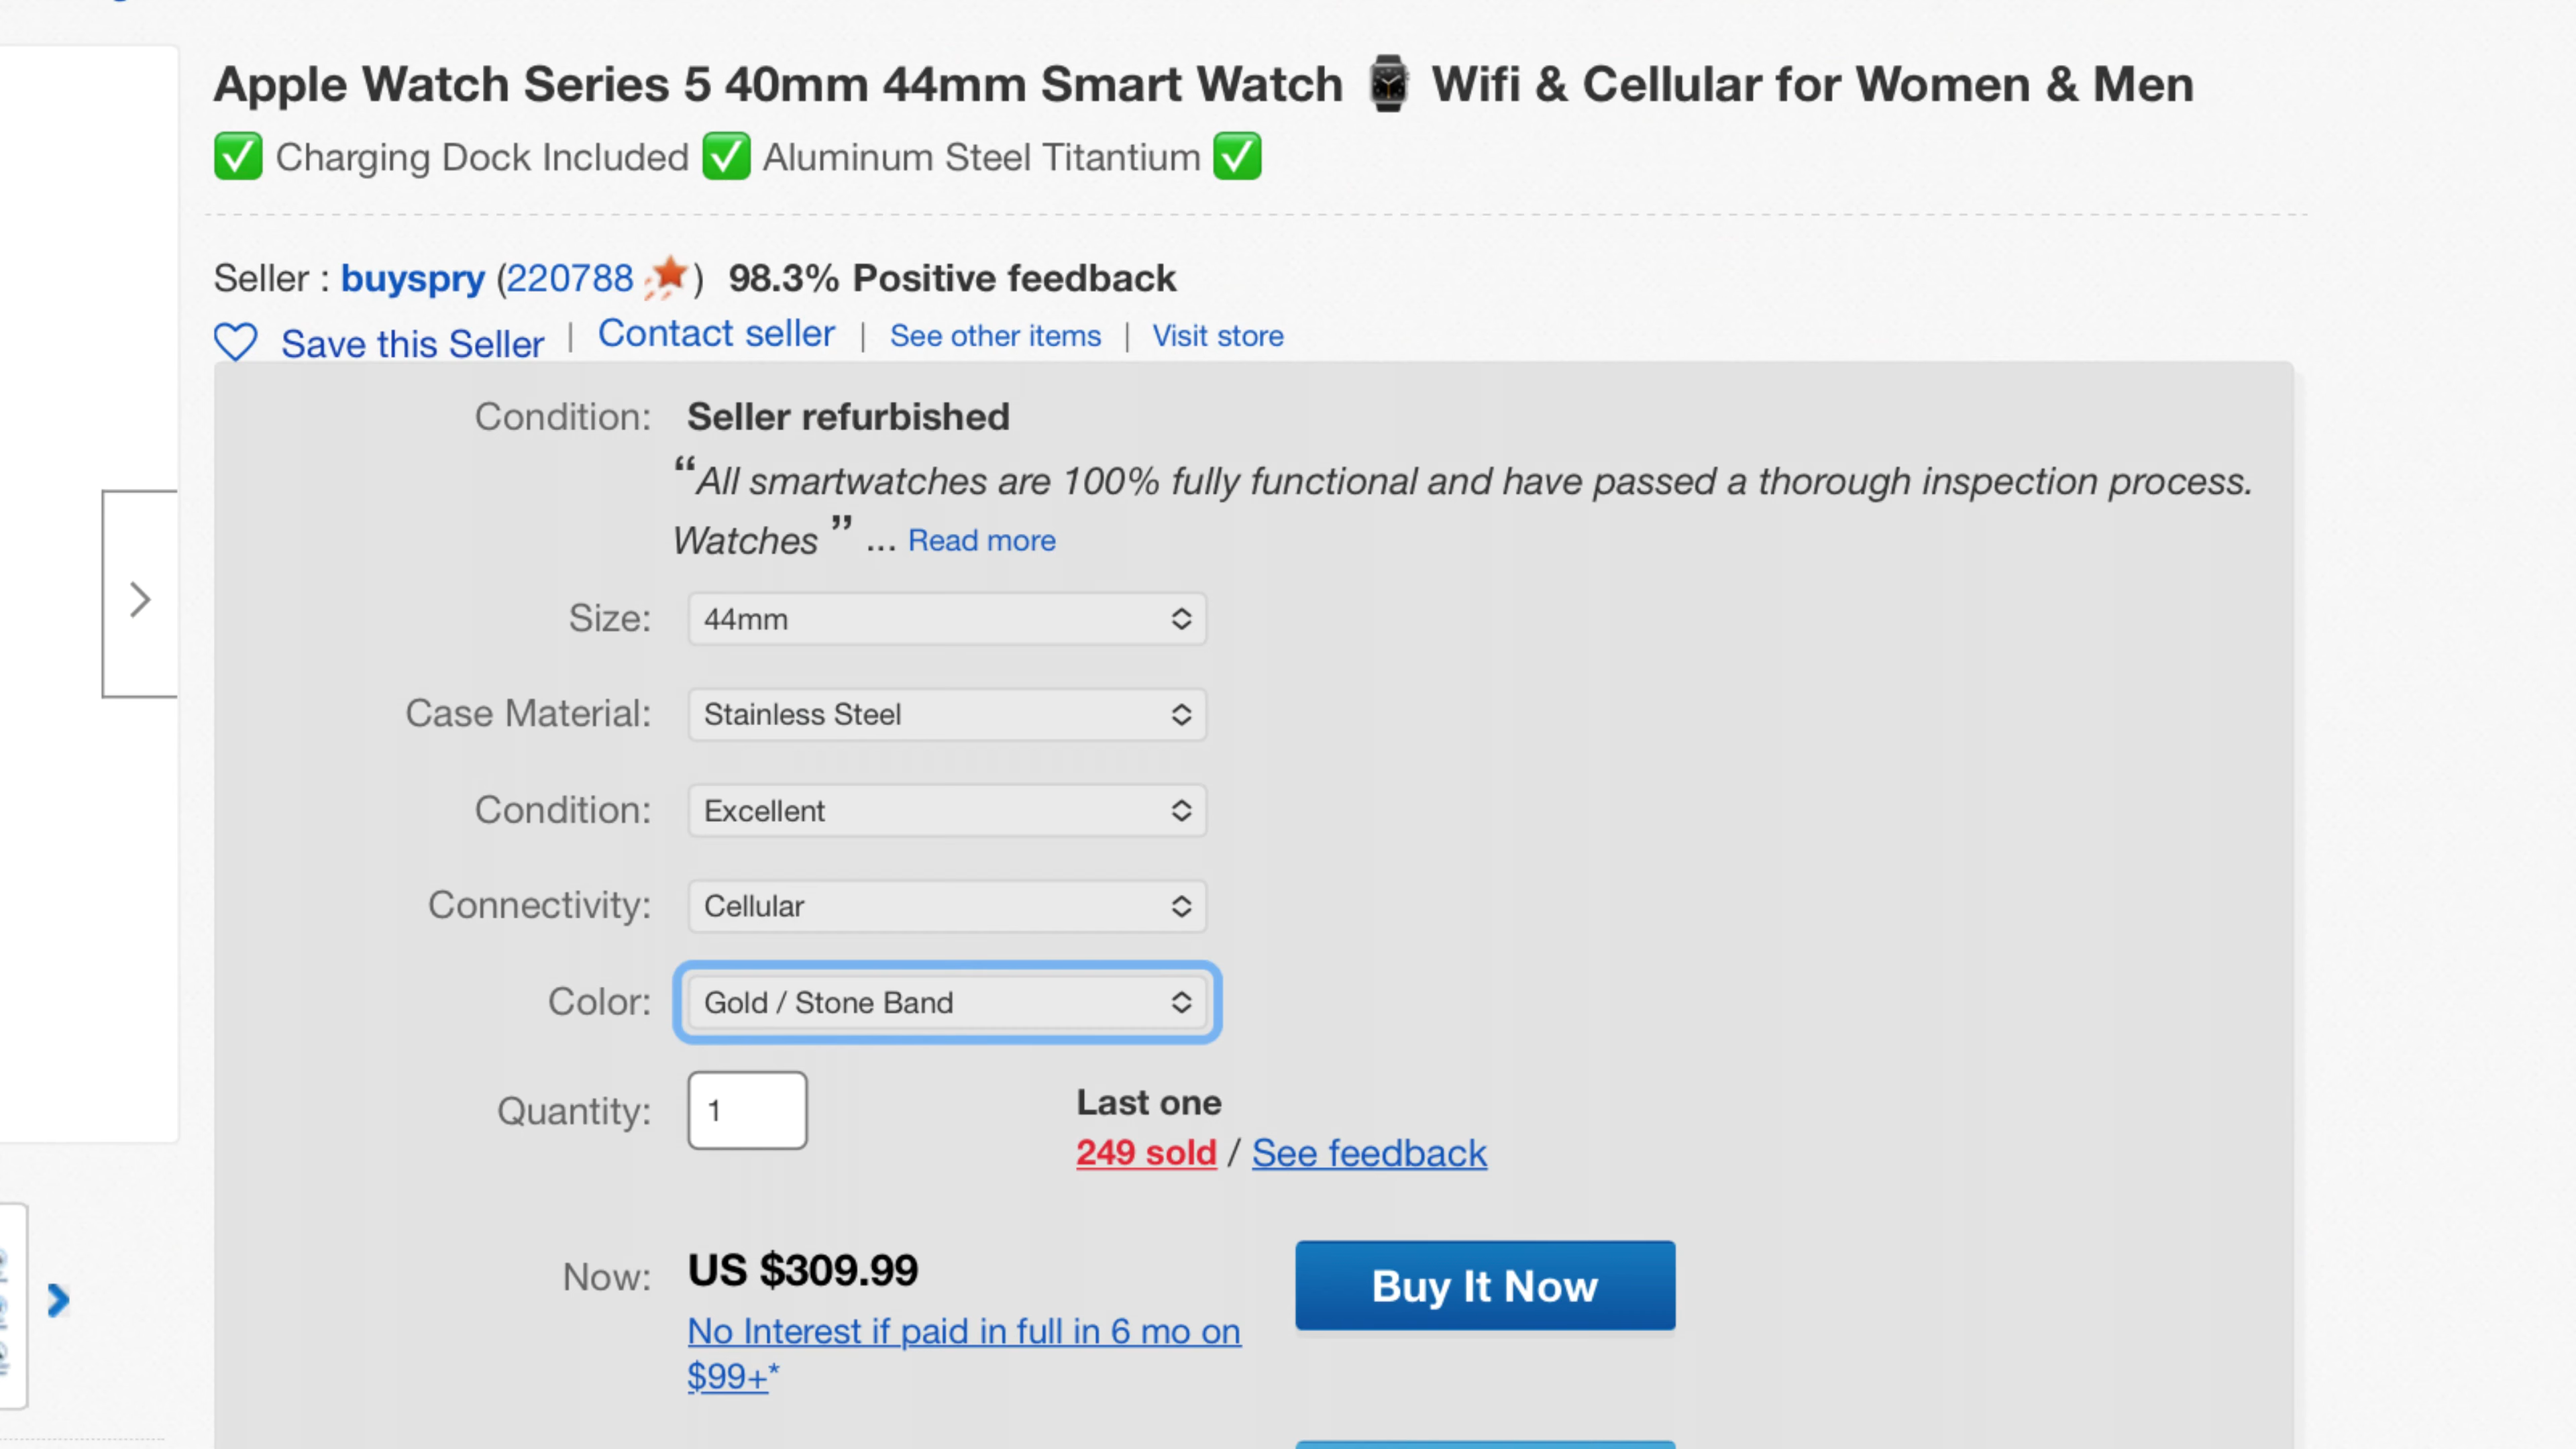 Apple Watch Series 5 40mm 44mm Smart Watch ⌚ Wifi & Cellular for Women & Men
✅ Charging Dock Included ✅ Aluminum Steel Titantium ✅
Seller : buyspry (220788 ) 98.3% Positive feedback
Save this Seller | Contact seller | See other items | Visit store
Condition: Seller refurbished
“All smartwatches are 100% fully functional and have passed a thorough inspection process.
Watches ” ... Read more
Size: 44mm
Case Material: Stainless Steel
Condition: Excellent
Connectivity: Cellular
Color: Gold / Stone Band
Quantity: 1 Last one
249 sold / See feedback
Now: US $309.99 Buy It Now
No Interest if paid in full in 6 mo on
$99+*